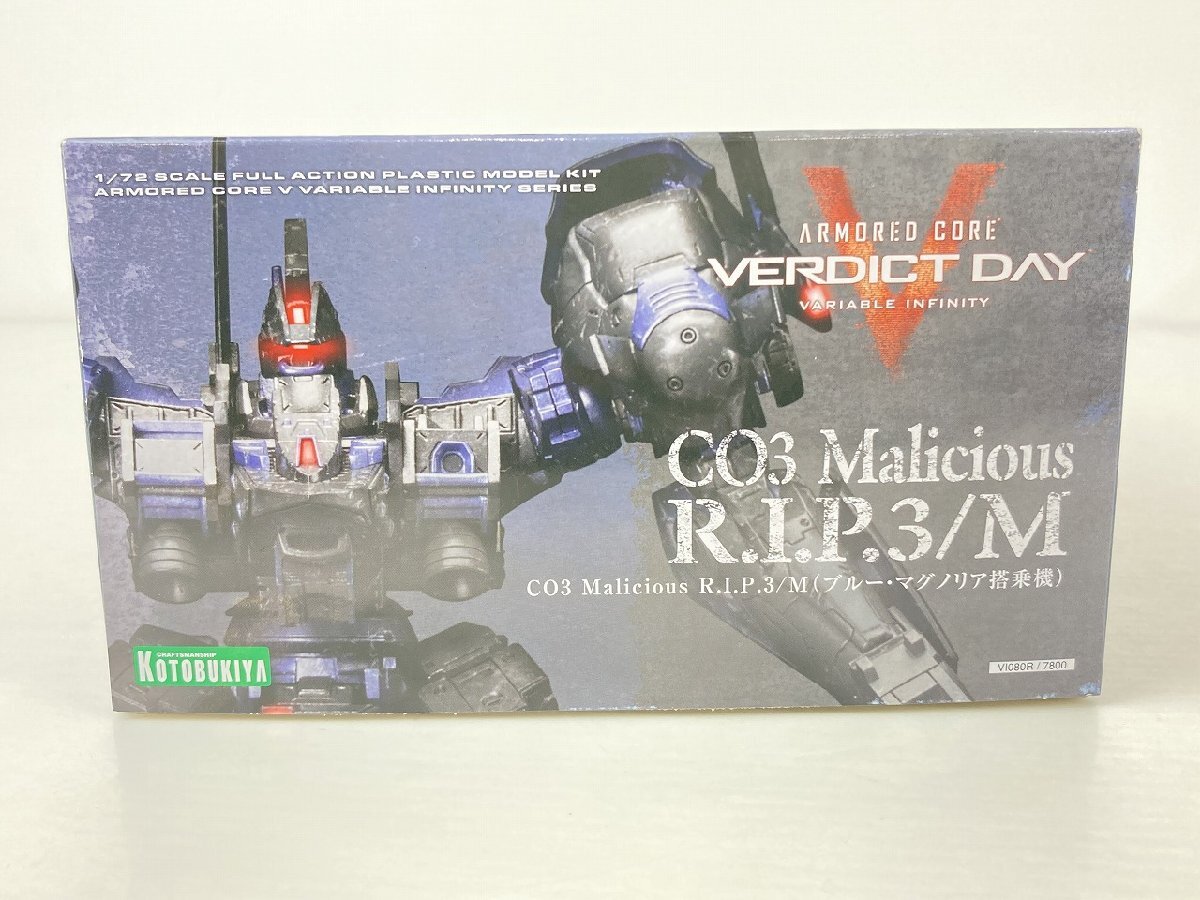 1/72 SCALE FULL ACTION PLASTIC MODEL KIT
ARMORED CORE V VARIABLE INFINITY SERIES
ARMORED CORE
V
VERDICT DAY
VARIABLE INFINITY
CO3 Malicious
R.I.P.3/M
CO3 Malicious R.I.P.3/M(ブルー・マグノリア搭乗機)
CRAFTSMANSHIP
KOTOBUKIYA
VI080R / 7800